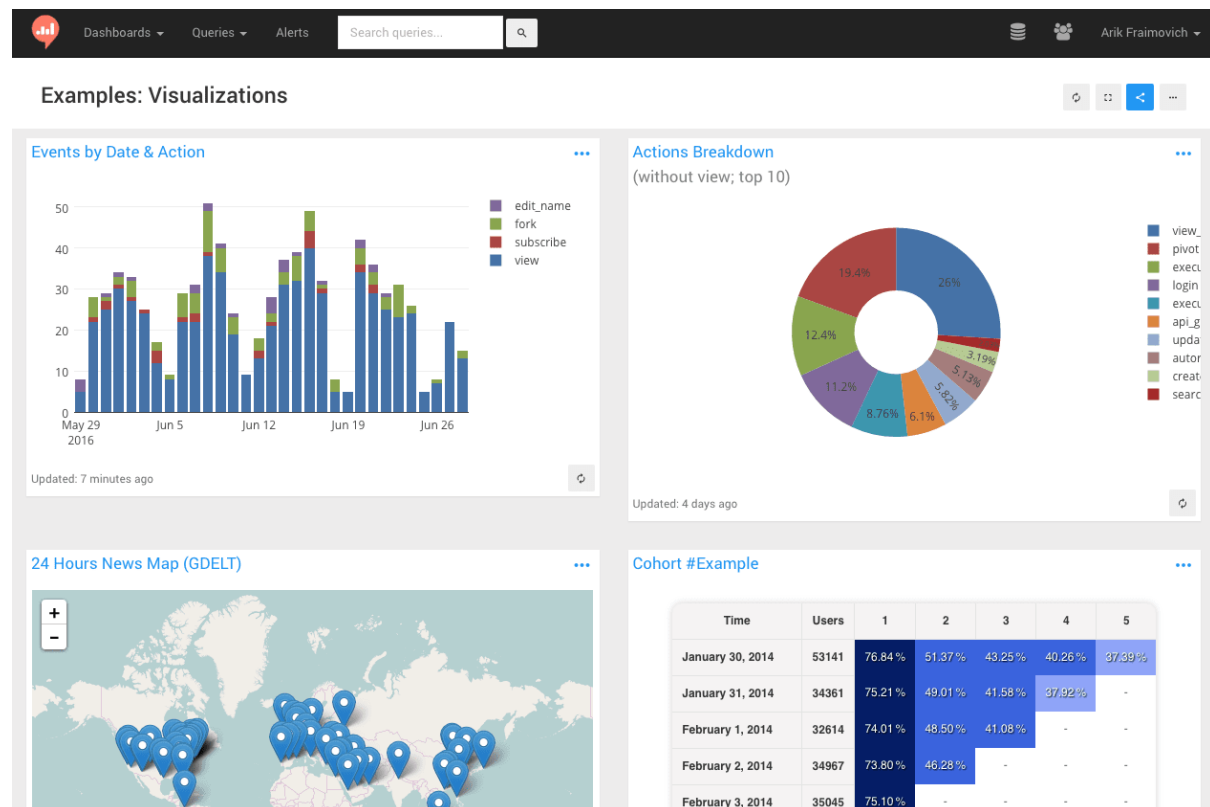 Dashboards Queries Alerts Search queries... Arik Fraimovich
Examples: Visualizations
Events by Date & Action
50
40
30
20
10
0
May 29 Jun 5 Jun 12 Jun 19 Jun 26
2016
edit_name
fork
subscribe
view
Updated: 7 minutes ago
Actions Breakdown
(without view; top 10)
26%
19.4%
12.4%
11.2%
8.76%
6.1%
5.82%
5.13%
3.19%
view_
pivot
execu
login
execu
api_g
upda
autor
creat
searc
Updated: 4 days ago
24 Hours News Map (GDELT)
+
-
Cohort #Example
Time Users 1 2 3 4 5
January 30, 2014 53141 76.84% 51.37% 43.25% 40.26% 37.39%
January 31, 2014 34361 75.21% 49.01% 41.58% 37.92% -
February 1, 2014 32614 74.01% 48.50% 41.08% - -
February 2, 2014 34967 73.80% 46.28% - - -
February 3, 2014 35045 75.10% - - - -